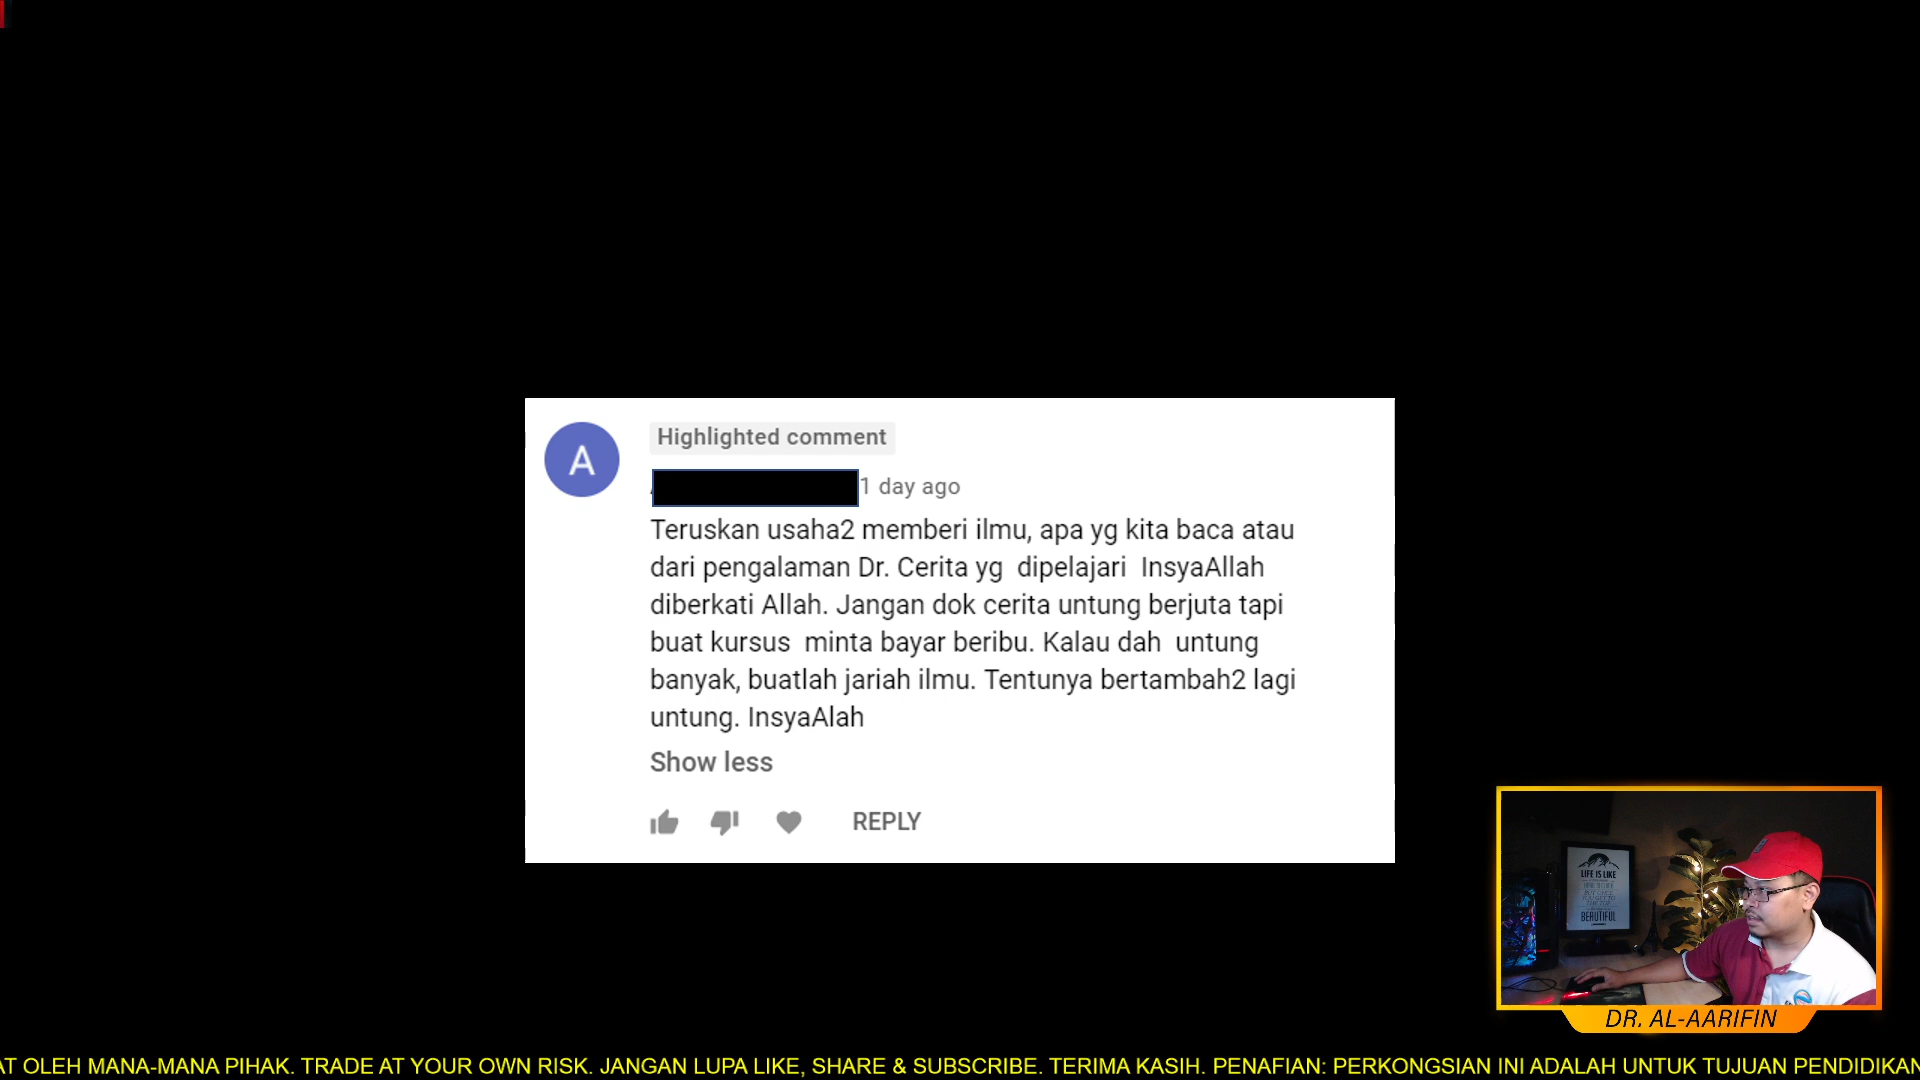 A
Highlighted comment
1 day ago
Teruskan usaha2 memberi ilmu, apa yg kita baca atau
dari pengalaman Dr. Cerita yg dipelajari InsyaAllah
diberkati Allah. Jangan dok cerita untung berjuta tapi
buat kursus minta bayar beribu. Kalau dah untung
banyak, buatlah jariah ilmu. Tentunya bertambah2 lagi
untung. InsyaAlah
Show less
REPLY
LIFE IS LIKE
BEAUTIFUL
DR. AL-AARIFIN
AT OLEH MANA-MANA PIHAK. TRADE AT YOUR OWN RISK. JANGAN LUPA LIKE, SHARE & SUBSCRIBE. TERIMA KASIH. PENAFIAN: PERKONGSIAN INI ADALAH UNTUK TUJUAN PENDIDIKAN